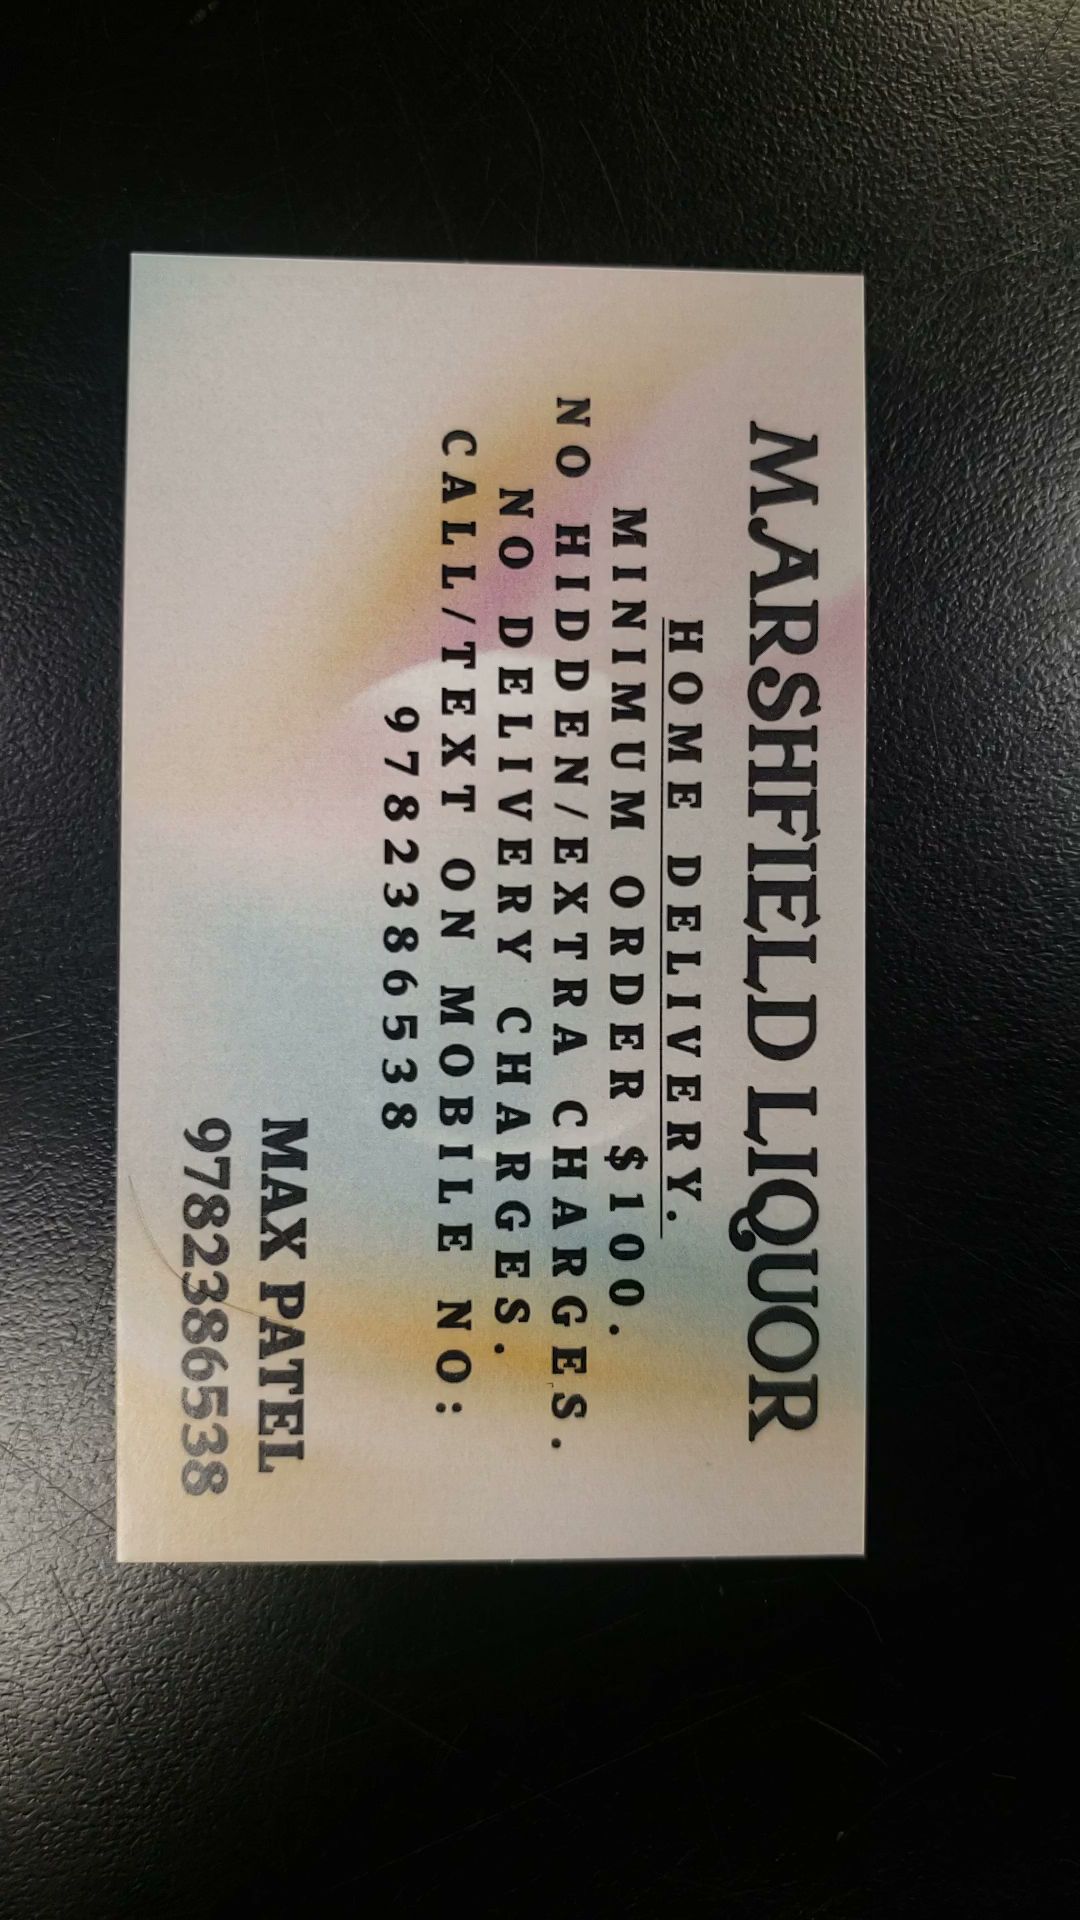 MARSHFIELD LIQUOR
HOME DELIVERY.
MINIMUM ORDER $100.
NO HIDDEN/EXTRA CHARGES.
NO DELIVERY CHARGES.
CALL/TEXT ON MOBILE NO:
9782386538
MAX PATEL
9782386538